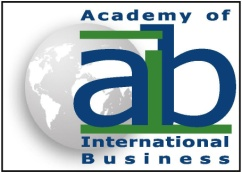 Academy of
aib
International
Business